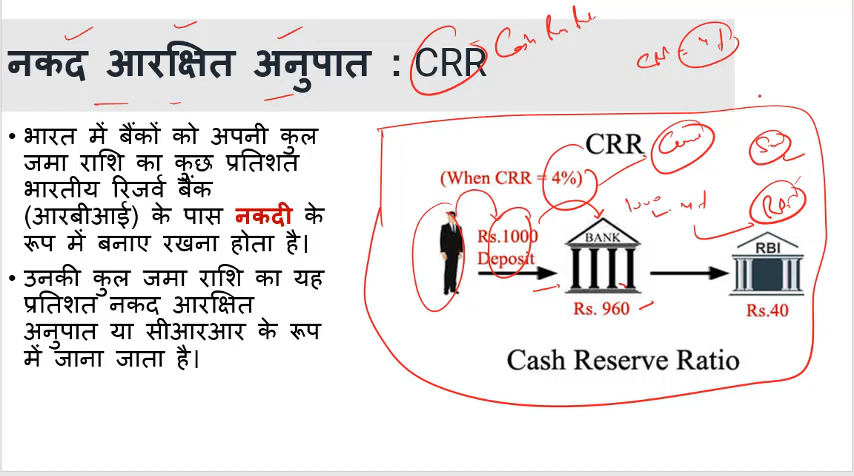 नकद आरक्षित अनुपात : CRR
• भारत में बैंकों को अपनी कुल
जमा राशि का कुछ प्रतिशत
भारतीय रिजर्व बैंक
(आरबीआई) के पास नकदी के
रूप में बनाए रखना होता है।
• उनकी कुल जमा राशि का यह
प्रतिशत नकद आरक्षित
अनुपात या सीआरआर के रूप
में जाना जाता है।
CRR
(When CRR = 4%)
Rs.1000
Deposit
BANK
RBI
Rs. 960
Rs.40
Cash Reserve Ratio